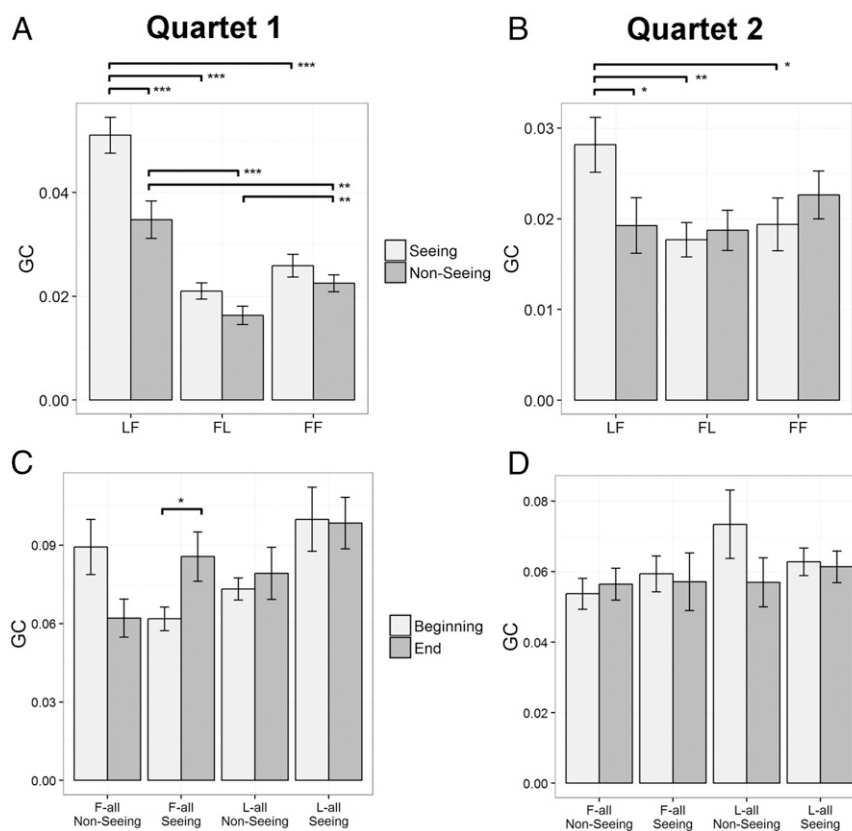 A
Quartet 1
***
***
***
***
**
**
GC
0.04
0.02
0.00
LF
FL
FF
Seeing
Non-Seeing
B
Quartet 2
*
**
*
GC
0.03
0.02
0.01
0.00
LF
FL
FF
C
*
GC
0.09
0.06
0.03
0.00
F-all
Non-Seeing
F-all
Seeing
L-all
Non-Seeing
L-all
Seeing
Beginning
End
D
GC
0.08
0.06
0.04
0.02
0.00
F-all
Non-Seeing
F-all
Seeing
L-all
Non-Seeing
L-all
Seeing